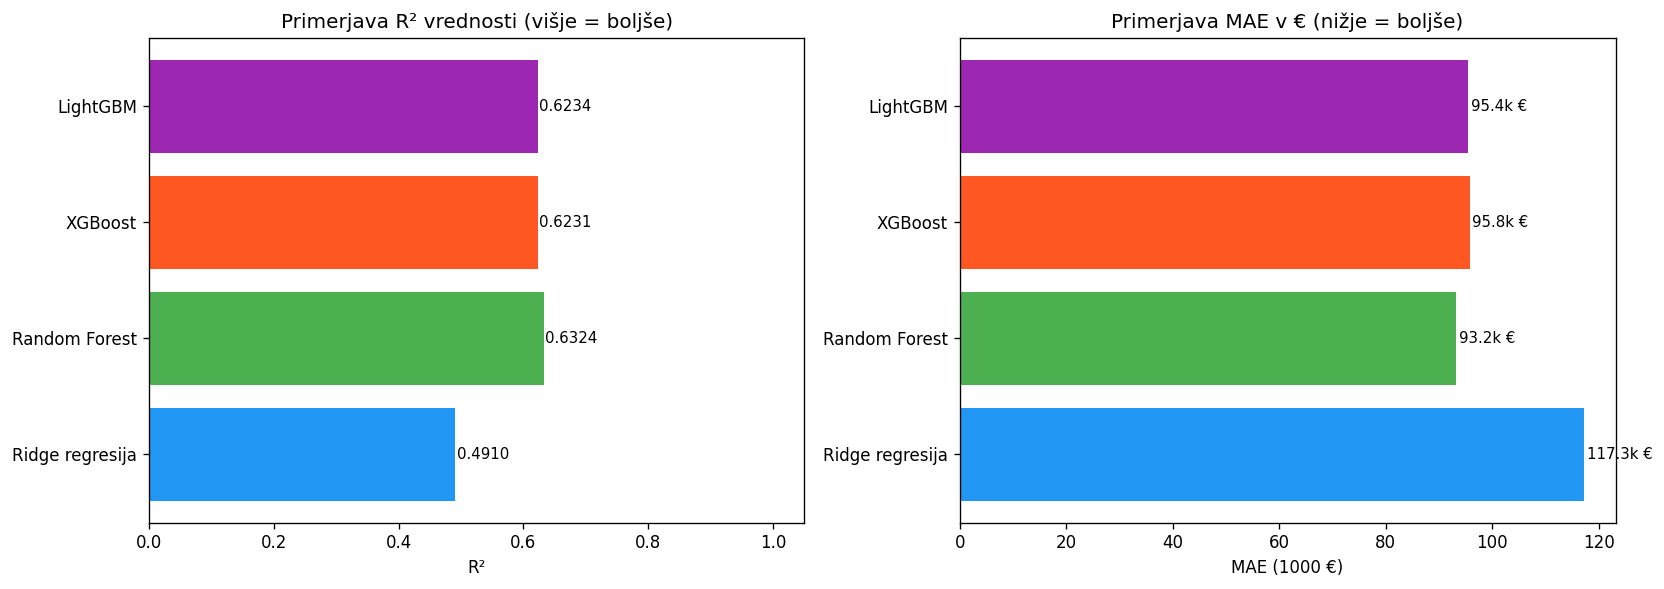 Primerjava R² vrednosti (višje = boljše)
LightGBM
0.6234
XGBoost
0.6231
Random Forest
0.6324
Ridge regresija
0.4910
0.0 0.2 0.4 0.6 0.8 1.0
R²
Primerjava MAE v € (nižje = boljše)
LightGBM
95.4k €
XGBoost
95.8k €
Random Forest
93.2k €
Ridge regresija
117.3k €
0 20 40 60 80 100 120
MAE (1000 €)